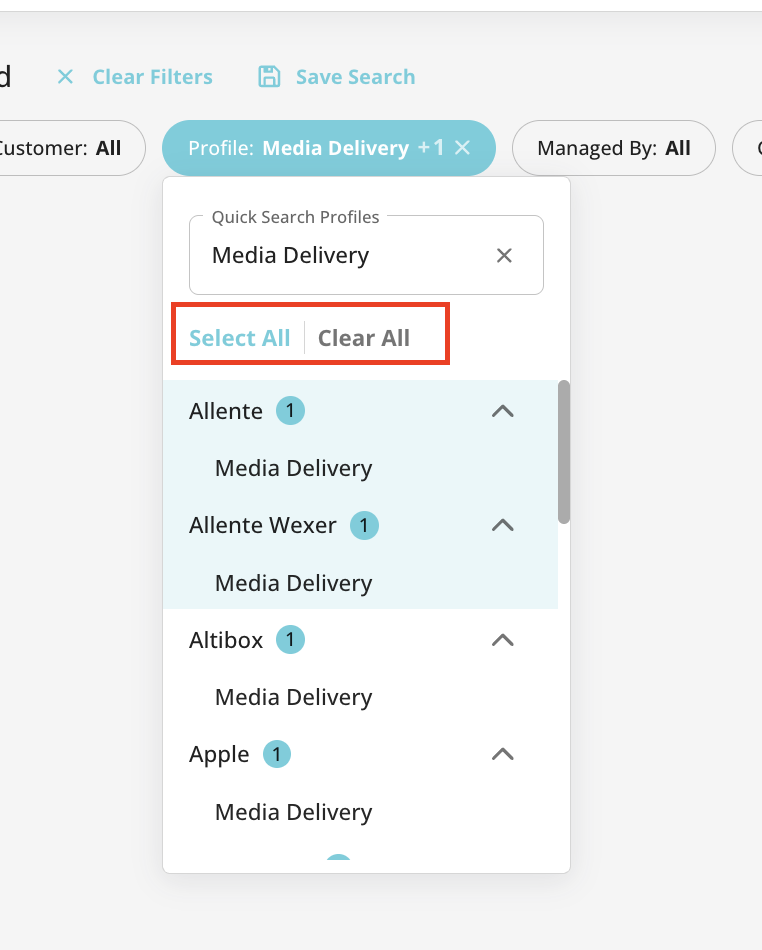 d Clear Filters Save Search
Customer: All Profile: Media Delivery +1 Managed By: All
Quick Search Profiles
Media Delivery
Select All Clear All
Allente 1
Media Delivery
Allente Wexer 1
Media Delivery
Altibox 1
Media Delivery
Apple 1
Media Delivery